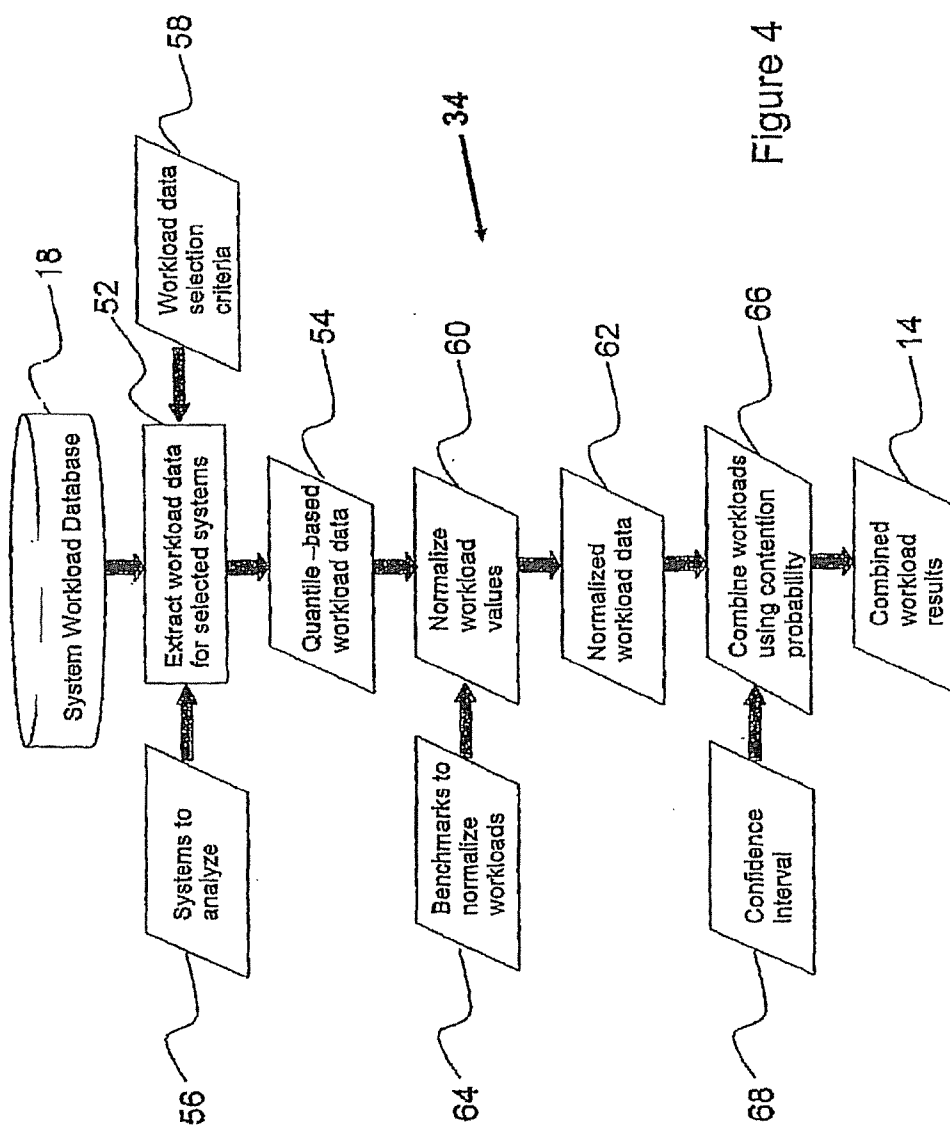 18
System Workload Database
52
58
Workload data
selection
criteria
Extract workload data
for selected systems
Systems to
analyze
56
54
Quantile –based
workload data
34
60
Normalize
workload
values
Benchmarks to
normalize
workloads
64
62
Normalized
workload data
66
Combine workloads
using contention
probability
Confidence
Interval
68
14
Combined
workload
results
Figure 4